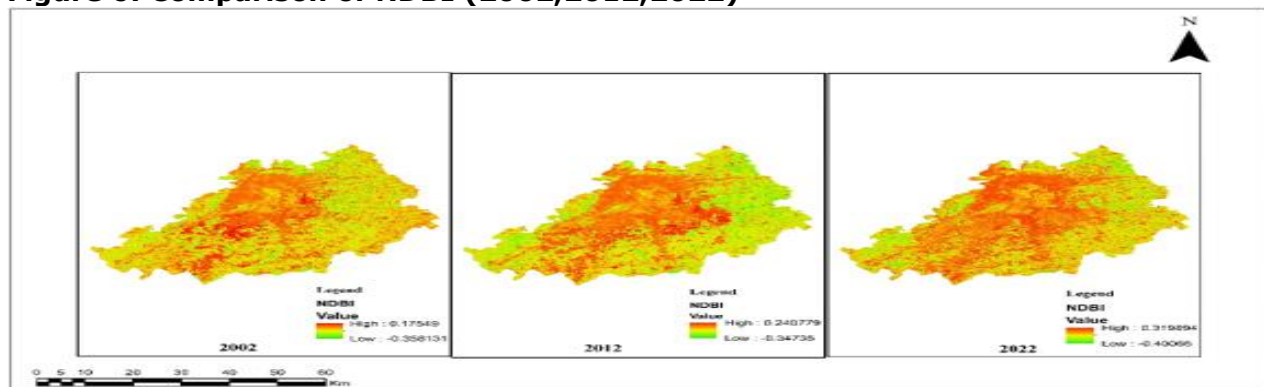 Figure 6. Comparison of NDBI (2002,2012,2022)
N
Legend
NDBI
Value
High : 0.17549
Low : -0.358131
2002
Legend
NDBI
Value
High : 0.240779
Low : -0.34735
2012
Legend
NDBI
Value
High : 0.319894
Low : -0.40066
2022
0 5 10 20 30 40 50 60
Km